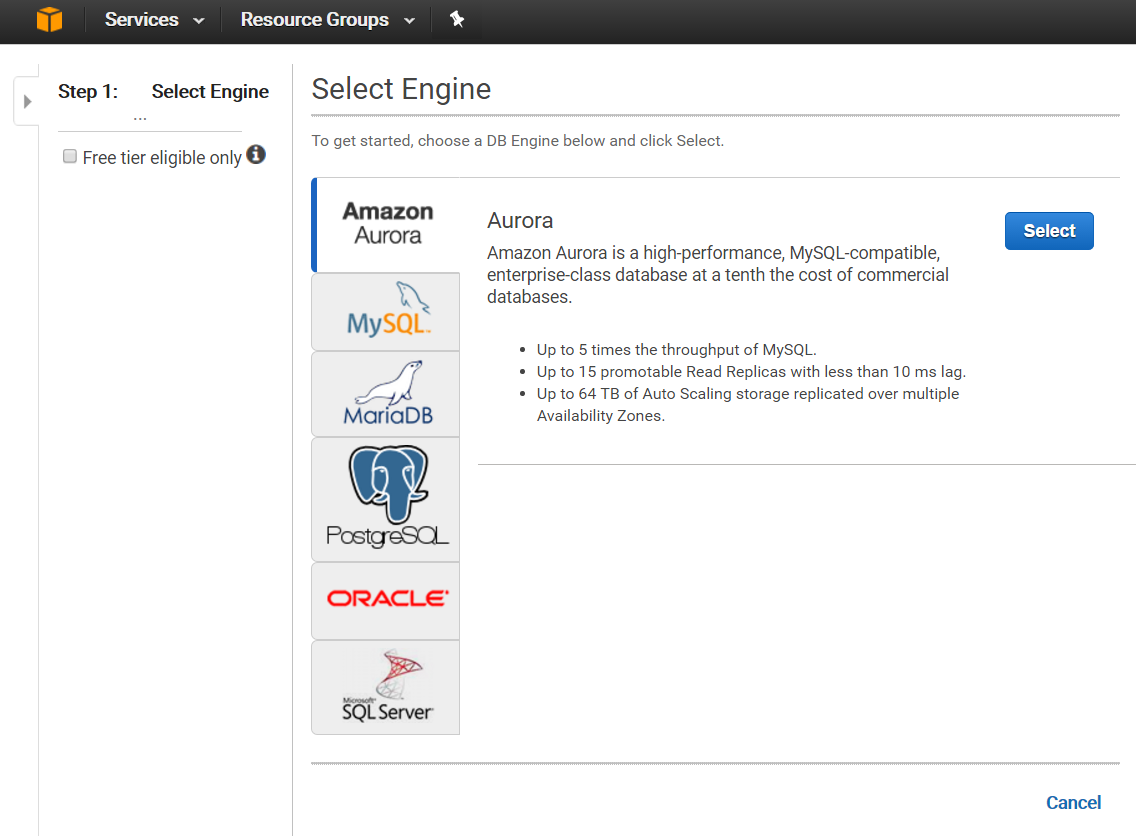 Services Resource Groups
Step 1: Select Engine
...
Free tier eligible only
Select Engine
To get started, choose a DB Engine below and click Select.
Amazon
Aurora
MySQL™
MariaDB
PostgreSQL
ORACLE®
Microsoft®
SQL Server®
Aurora
Select
Amazon Aurora is a high-performance, MySQL-compatible,
enterprise-class database at a tenth the cost of commercial
databases.
• Up to 5 times the throughput of MySQL.
• Up to 15 promotable Read Replicas with less than 10 ms lag.
• Up to 64 TB of Auto Scaling storage replicated over multiple
Availability Zones.
Cancel